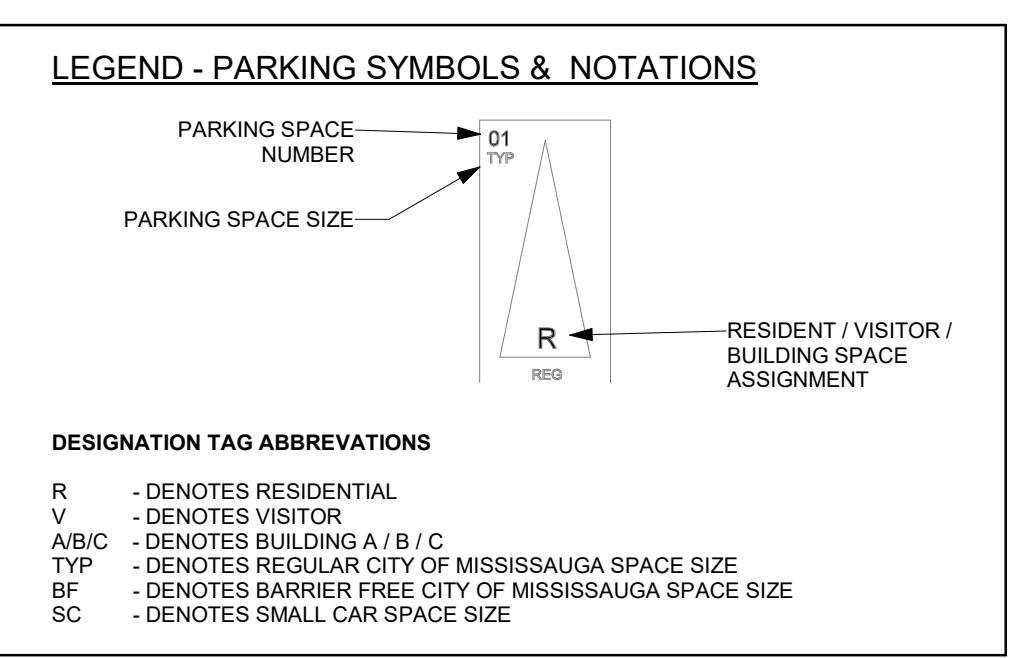 LEGEND - PARKING SYMBOLS & NOTATIONS
PARKING SPACE
NUMBER
01
TYP
PARKING SPACE SIZE
R
RESIDENT / VISITOR /
BUILDING SPACE
ASSIGNMENT
REG
DESIGNATION TAG ABBREVATIONS
R - DENOTES RESIDENTIAL
V - DENOTES VISITOR
A/B/C - DENOTES BUILDING A / B / C
TYP - DENOTES REGULAR CITY OF MISSISSAUGA SPACE SIZE
BF - DENOTES BARRIER FREE CITY OF MISSISSAUGA SPACE SIZE
SC - DENOTES SMALL CAR SPACE SIZE